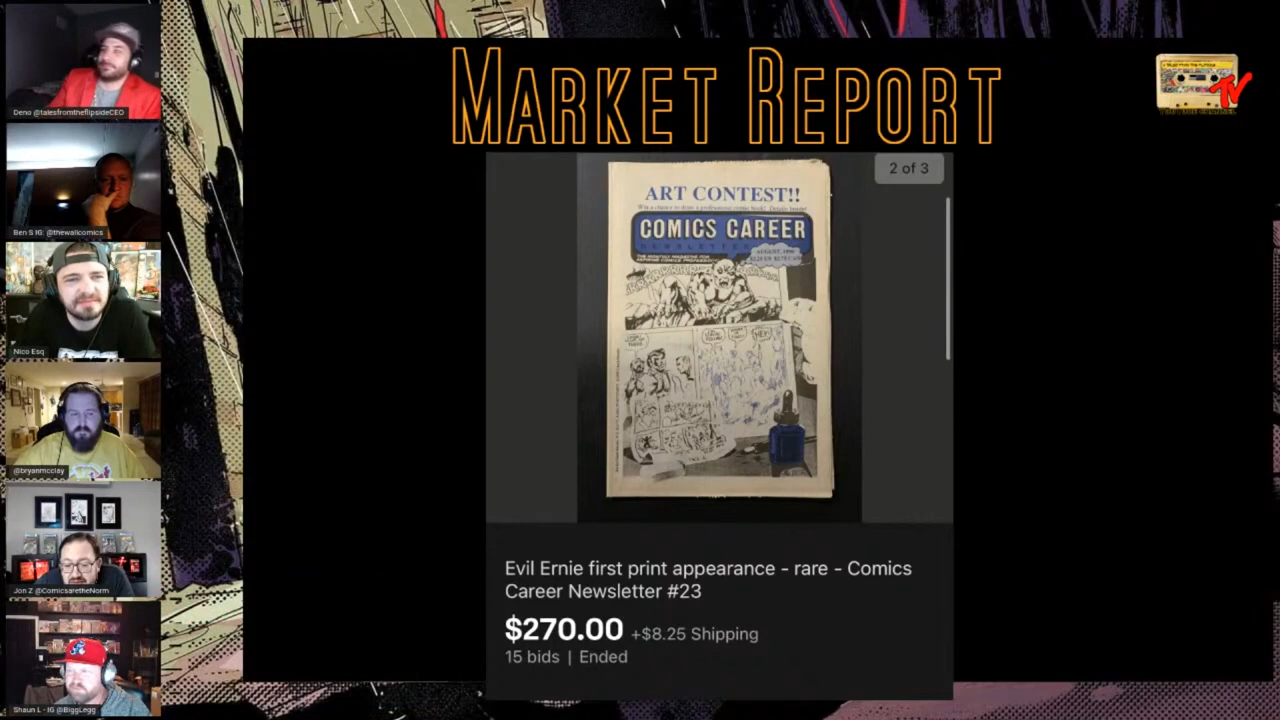 MARKET REPORT
Deno @talesfromtheflipsideCEO
Ben S IG: @thewallcomics
Nico Esq
@bryanmcclay
Jon Z @ComicsaretheNorm
Shaun L - IG @BiggLegg
TV
2 of 3
ART CONTEST!!
COMICS CAREER
NEWSLETTER
Evil Ernie first print appearance - rare - Comics
Career Newsletter #23
$270.00 +$8.25 Shipping
15 bids | Ended